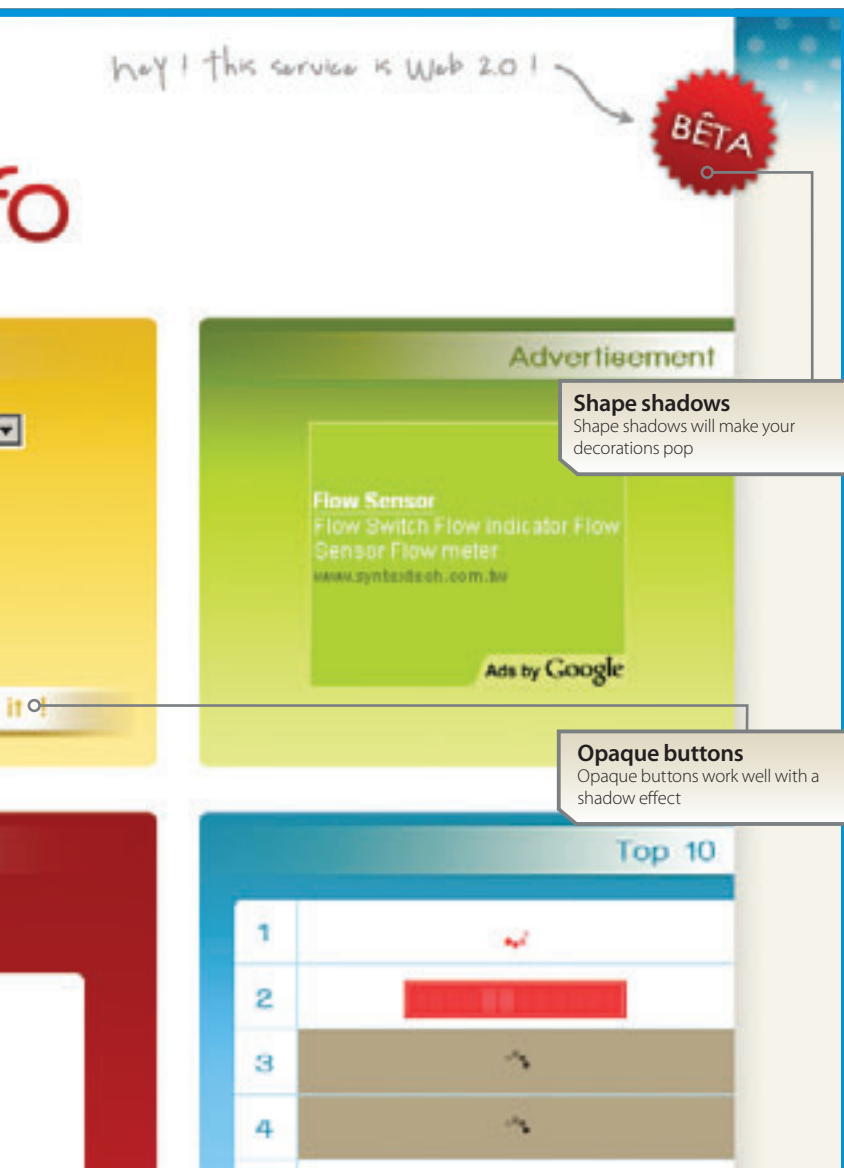 hey! this service is Web 2.0!
BÊTA
fo
Advertisement
Shape shadows
Shape shadows will make your
decorations pop
Flow Sensor
Flow Switch Flow Indicator Flow
Sensor Flow meter
Ads by Google
it !
Opaque buttons
Opaque buttons work well with a
shadow effect
Top 10
1
2
3
4